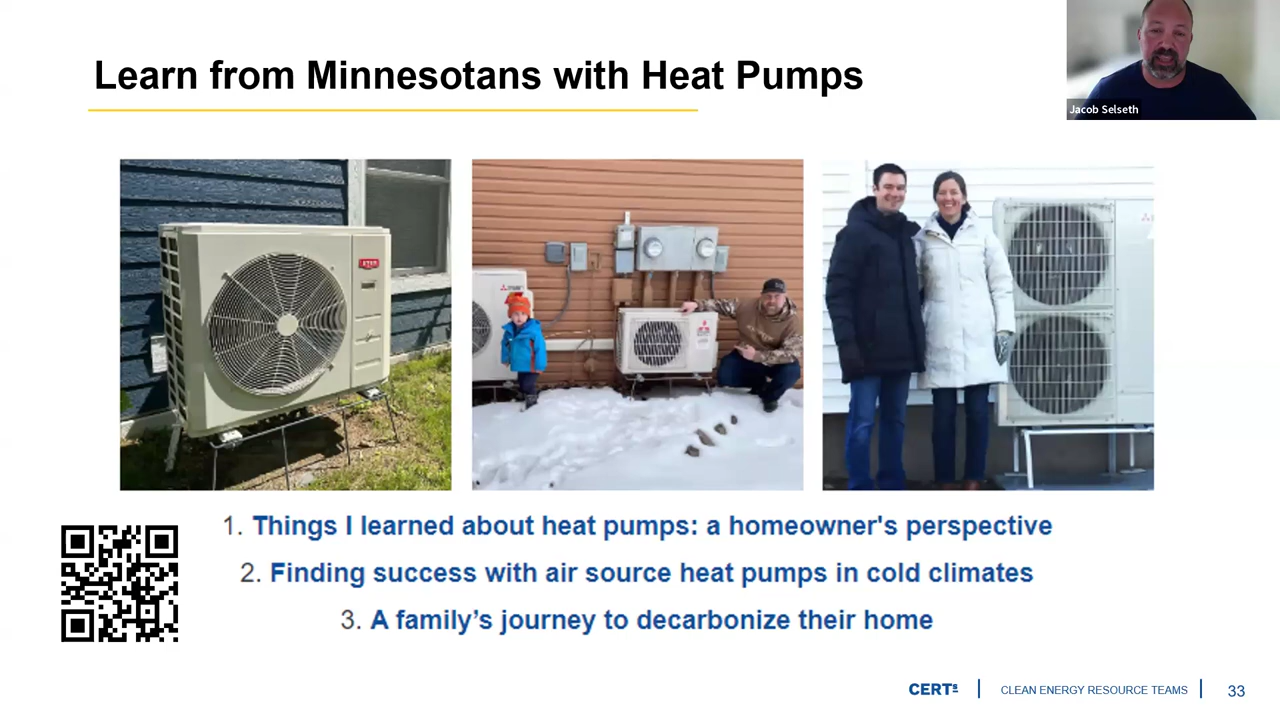 Learn from Minnesotans with Heat Pumps
Jacob Selseth
1. Things I learned about heat pumps: a homeowner's perspective
2. Finding success with air source heat pumps in cold climates
3. A family’s journey to decarbonize their home
CERTs
CLEAN ENERGY RESOURCE TEAMS
33